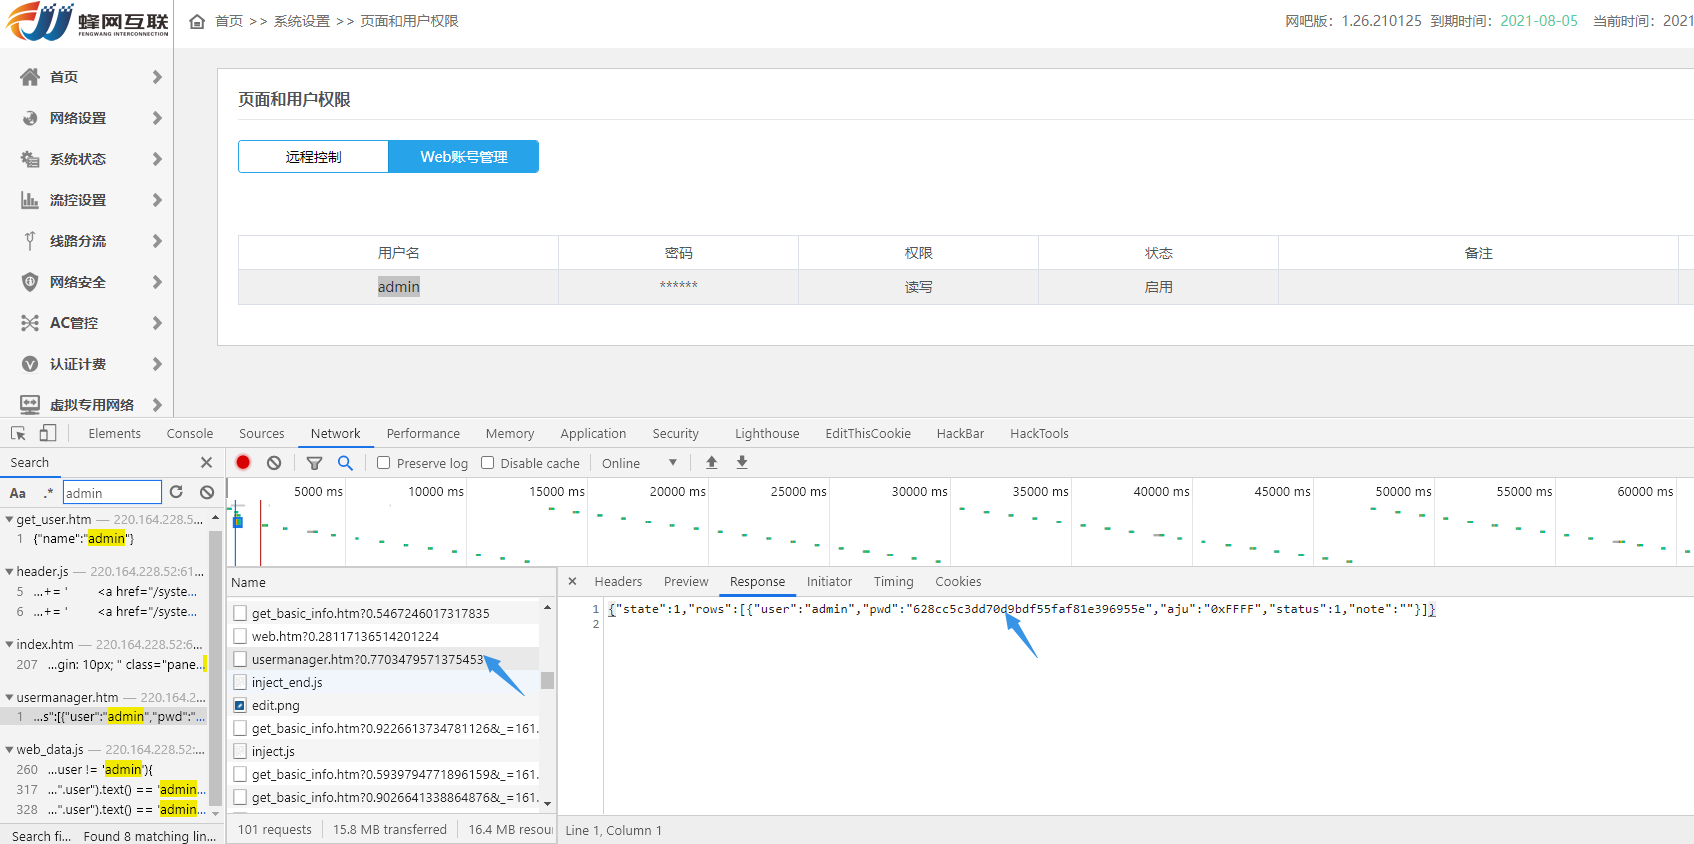 蜂网互联
FENGWANG INTERCONNECTION
首页 >> 系统设置 >> 页面和用户权限
网吧版：1.26.210125 到期时间：2021-08-05 当前时间：2021
首页
网络设置
系统状态
流控设置
线路分流
网络安全
AC管控
认证计费
虚拟专用网络
页面和用户权限
远程控制 Web账号管理
用户名 密码 权限 状态 备注
admin ****** 读写 启用
Elements Console Sources Network Performance Memory Application Security Lighthouse EditThisCookie HackBar HackTools
Search
Preserve log Disable cache Online
Aa .* admin
5000 ms 10000 ms 15000 ms 20000 ms 25000 ms 30000 ms 35000 ms 40000 ms 45000 ms 50000 ms 55000 ms 60000 ms
get_user.htm — 220.164.228.5...
1 {"name":"admin"}
header.js — 220.164.228.52:61...
5 ...+= ' <a href="/syste...
6 ...+= ' <a href="/syste...
index.htm — 220.164.228.52:6...
207 ...gin: 10px; " class="pane...
usermanager.htm — 220.164.2...
1 ...s":[{"user":"admin","pwd":"...
web_data.js — 220.164.228.52:...
260 ...user != 'admin'){
317 ...".user").text() == 'admin...
328 ...".user").text() == 'admin...
Search fi... Found 8 matching lin...
Name
get_basic_info.htm?0.5467246017317835
web.htm?0.28117136514201224
usermanager.htm?0.7703479571375453
inject_end.js
edit.png
get_basic_info.htm?0.9226613734781126&_=161.
inject.js
get_basic_info.htm?0.5939794771896159&_=161.
get_basic_info.htm?0.9026641338864876&_=161.
101 requests 15.8 MB transferred 16.4 MB resou
Headers Preview Response Initiator Timing Cookies
1 {"state":1,"rows":[{"user":"admin","pwd":"628cc5c3dd70d9bdf55faf81e396955e","aju":"0xFFFF","status":1,"note":""}]}
2
Line 1, Column 1